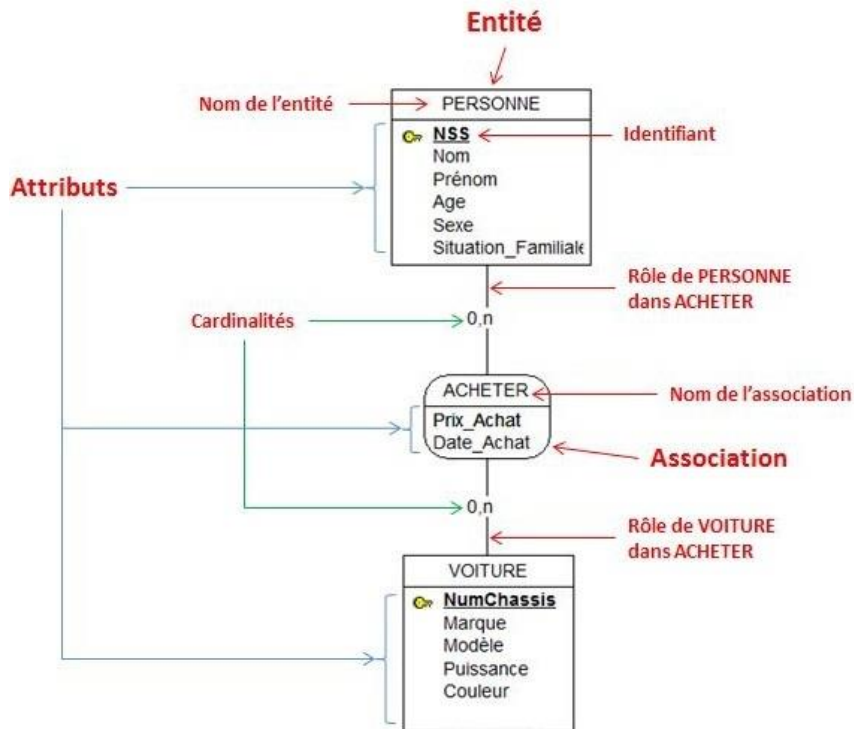 Entité
Nom de l'entité
PERSONNE
NSS
Identifiant
Nom
Prénom
Attributs
Age
Sexe
Situation_Familiale
Rôle de PERSONNE
dans ACHETER
Cardinalités
0,n
ACHETER
Nom de l'association
Prix_Achat
Date_Achat
Association
0,n
Rôle de VOITURE
dans ACHETER
VOITURE
NumChassis
Marque
Modèle
Puissance
Couleur